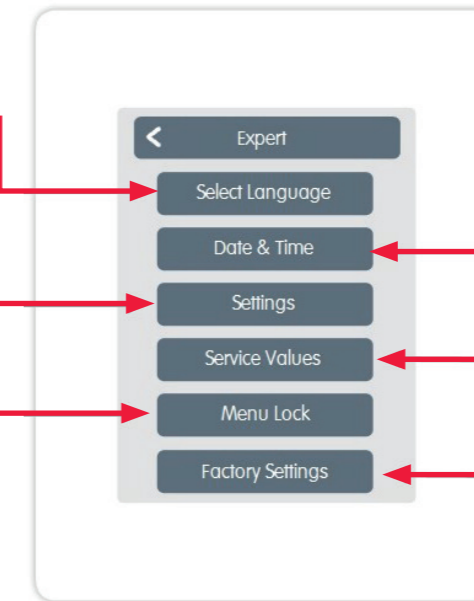 Expert
Select Language
Date & Time
Settings
Service Values
Menu Lock
Factory Settings